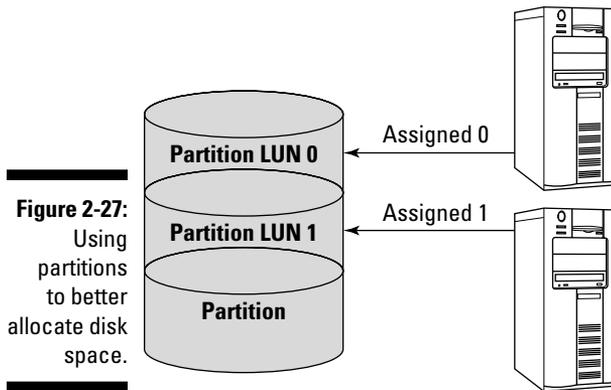 Figure 2-27:
Using
partitions
to better
allocate disk
space.
Partition LUN 0
Partition LUN 1
Partition
Assigned 0
Assigned 1